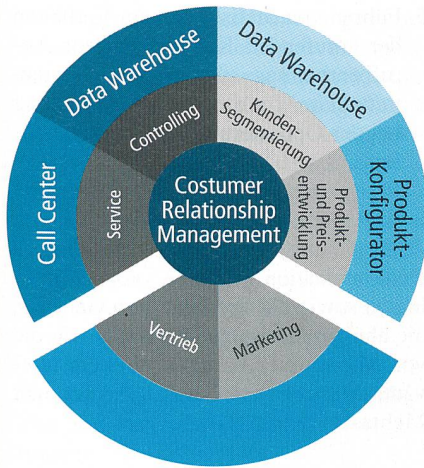 Data Warehouse
Data Warehouse
Controlling
Kunden-
Segmentierung
Call Center
Service
Costumer
Relationship
Management
Produkt-
und Preis-
entwicklung
Produkt-
Konfigurator
Vertrieb
Marketing